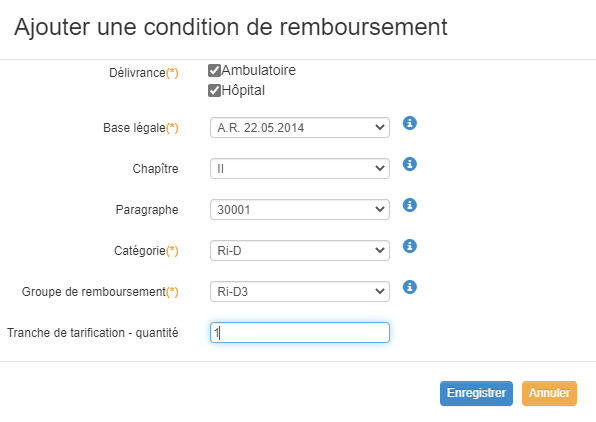 Ajouter une condition de remboursement
Délivrance(*)
Ambulatoire
Hôpital
Base légale(*) A.R. 22.05.2014
Chapître II
Paragraphe 30001
Catégorie(*) Ri-D
Groupe de remboursement(*) Ri-D3
Tranche de tarification - quantité 1
Enregistrer Annuler